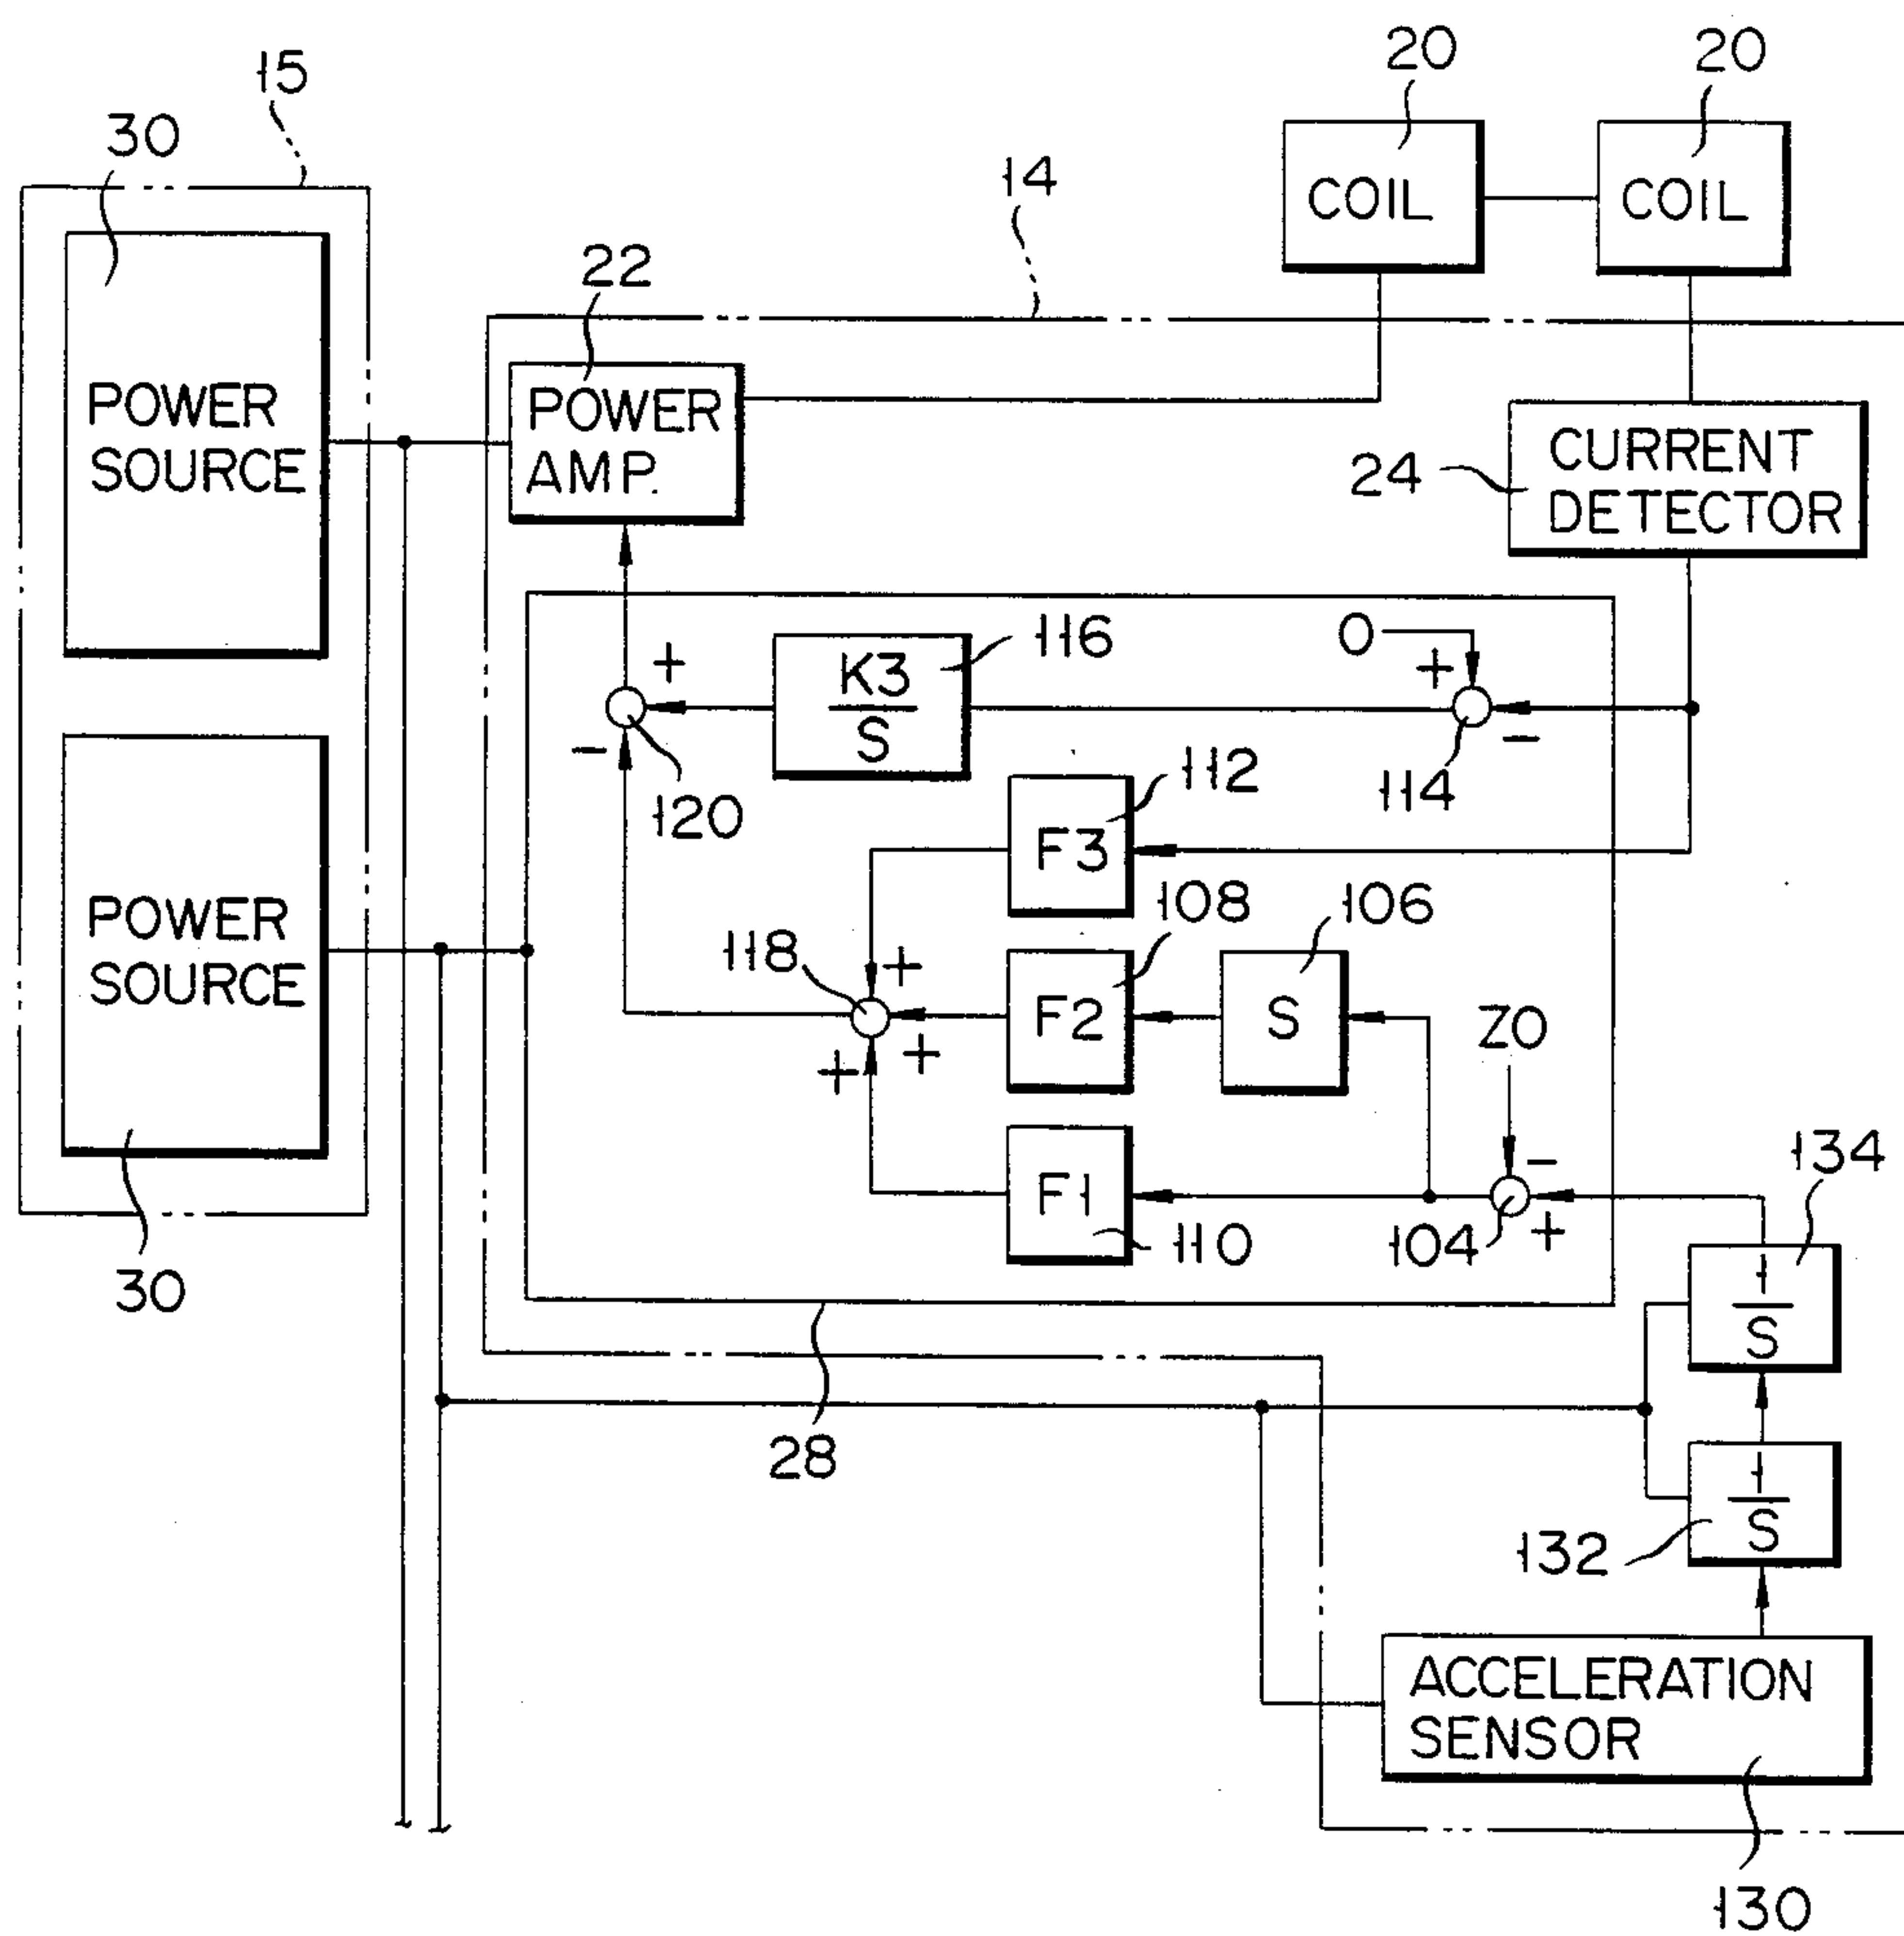 20
20
15
30
14
COIL
COIL
22
POWER
SOURCE
POWER
AMP.
CURRENT
DETECTOR
24
+
K3
S
116
0
+
-
-
120
112
114
F3
108
106
POWER
SOURCE
118
+
F2
S
Z0
+
+
134
-
F1
110
104
+
30
1
S
28
1
S
132
ACCELERATION
SENSOR
130